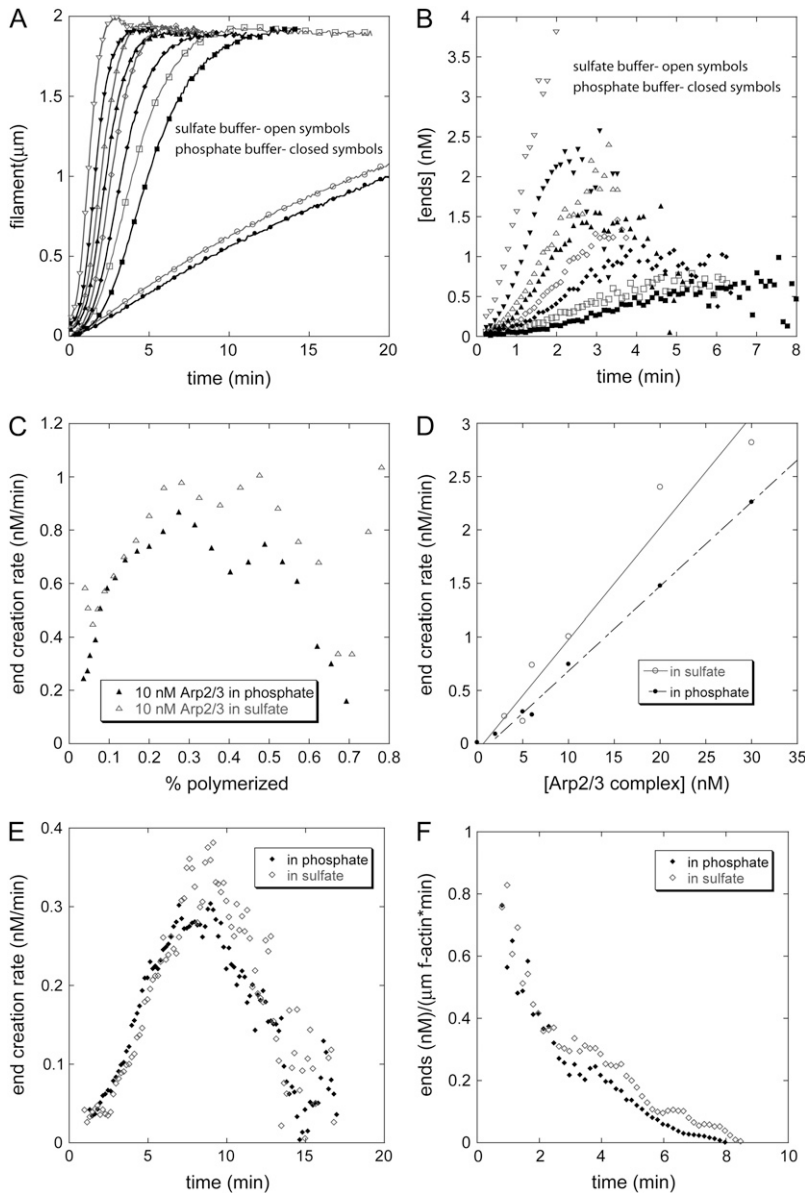 A
filament(μm)
2
1.5
1
0.5
0
sulfate buffer- open symbols
phosphate buffer- closed symbols
0 5 10 15 20
time (min)
B
[ends] (nM)
4
3.5
3
2.5
2
1.5
1
0.5
0
sulfate buffer- open symbols
phosphate buffer- closed symbols
0 1 2 3 4 5 6 7 8
time (min)
C
end creation rate (nM/min)
1.2
1
0.8
0.6
0.4
0.2
0
10 nM Arp2/3 in phosphate
10 nM Arp2/3 in sulfate
0 0.1 0.2 0.3 0.4 0.5 0.6 0.7 0.8
% polymerized
D
end creation rate (nM/min)
3
2.5
2
1.5
1
0.5
0
in sulfate
in phosphate
0 5 10 15 20 25 30 35
[Arp2/3 complex] (nM)
E
end creation rate (nM/min)
0.4
0.3
0.2
0.1
0
in phosphate
in sulfate
0 5 10 15 20
time (min)
F
ends (nM)/(μm f-actin*min)
1
0.8
0.6
0.4
0.2
0
in phosphate
in sulfate
0 2 4 6 8 10
time (min)